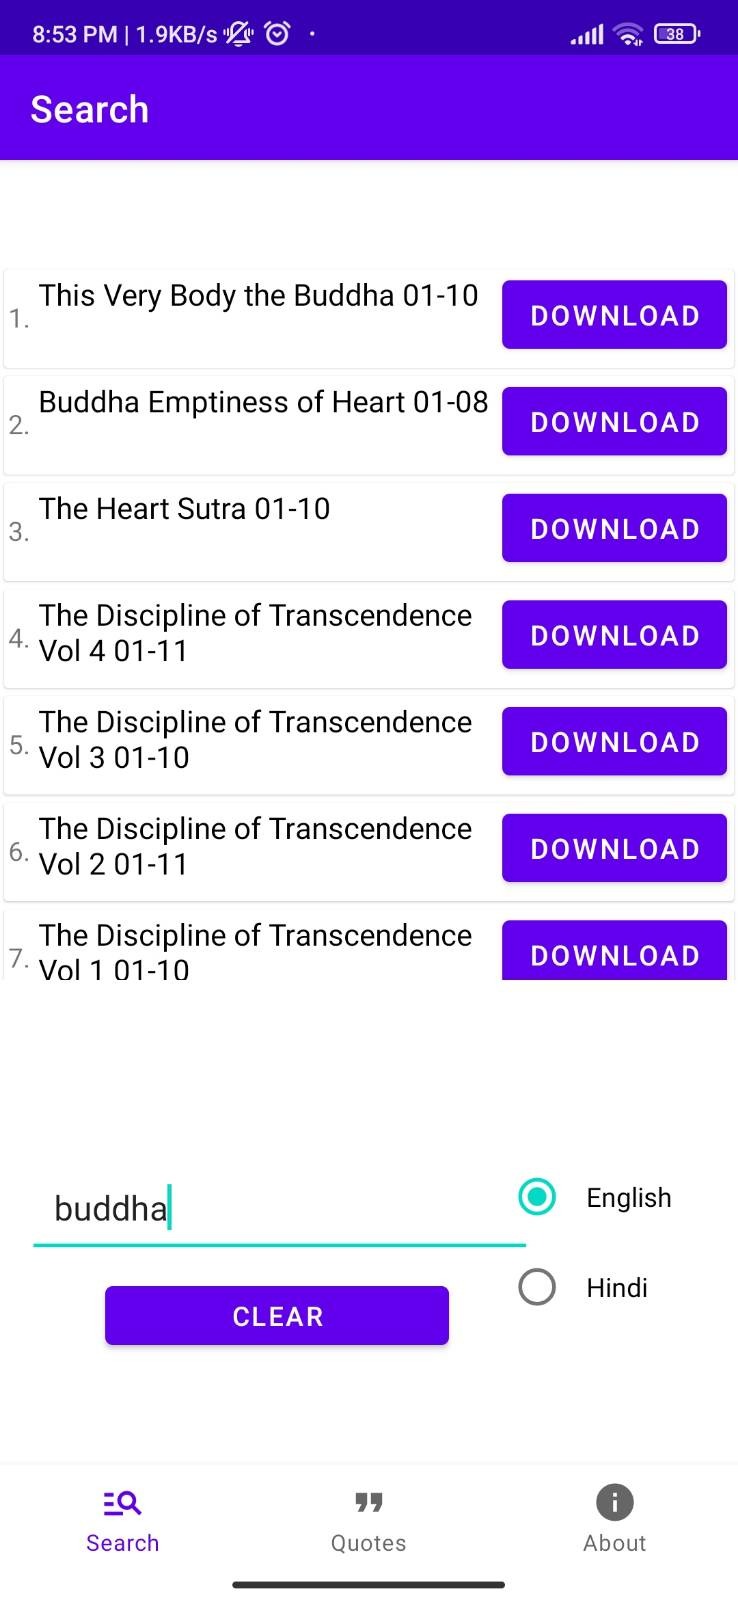 8:53 PM | 1.9KB/s
38
Search
1. This Very Body the Buddha 01-10
DOWNLOAD
2. Buddha Emptiness of Heart 01-08
DOWNLOAD
3. The Heart Sutra 01-10
DOWNLOAD
4. The Discipline of Transcendence
Vol 4 01-11
DOWNLOAD
5. The Discipline of Transcendence
Vol 3 01-10
DOWNLOAD
6. The Discipline of Transcendence
Vol 2 01-11
DOWNLOAD
7. The Discipline of Transcendence
Vol 1 01-10
DOWNLOAD
buddha
English
Hindi
CLEAR
Search
Quotes
About